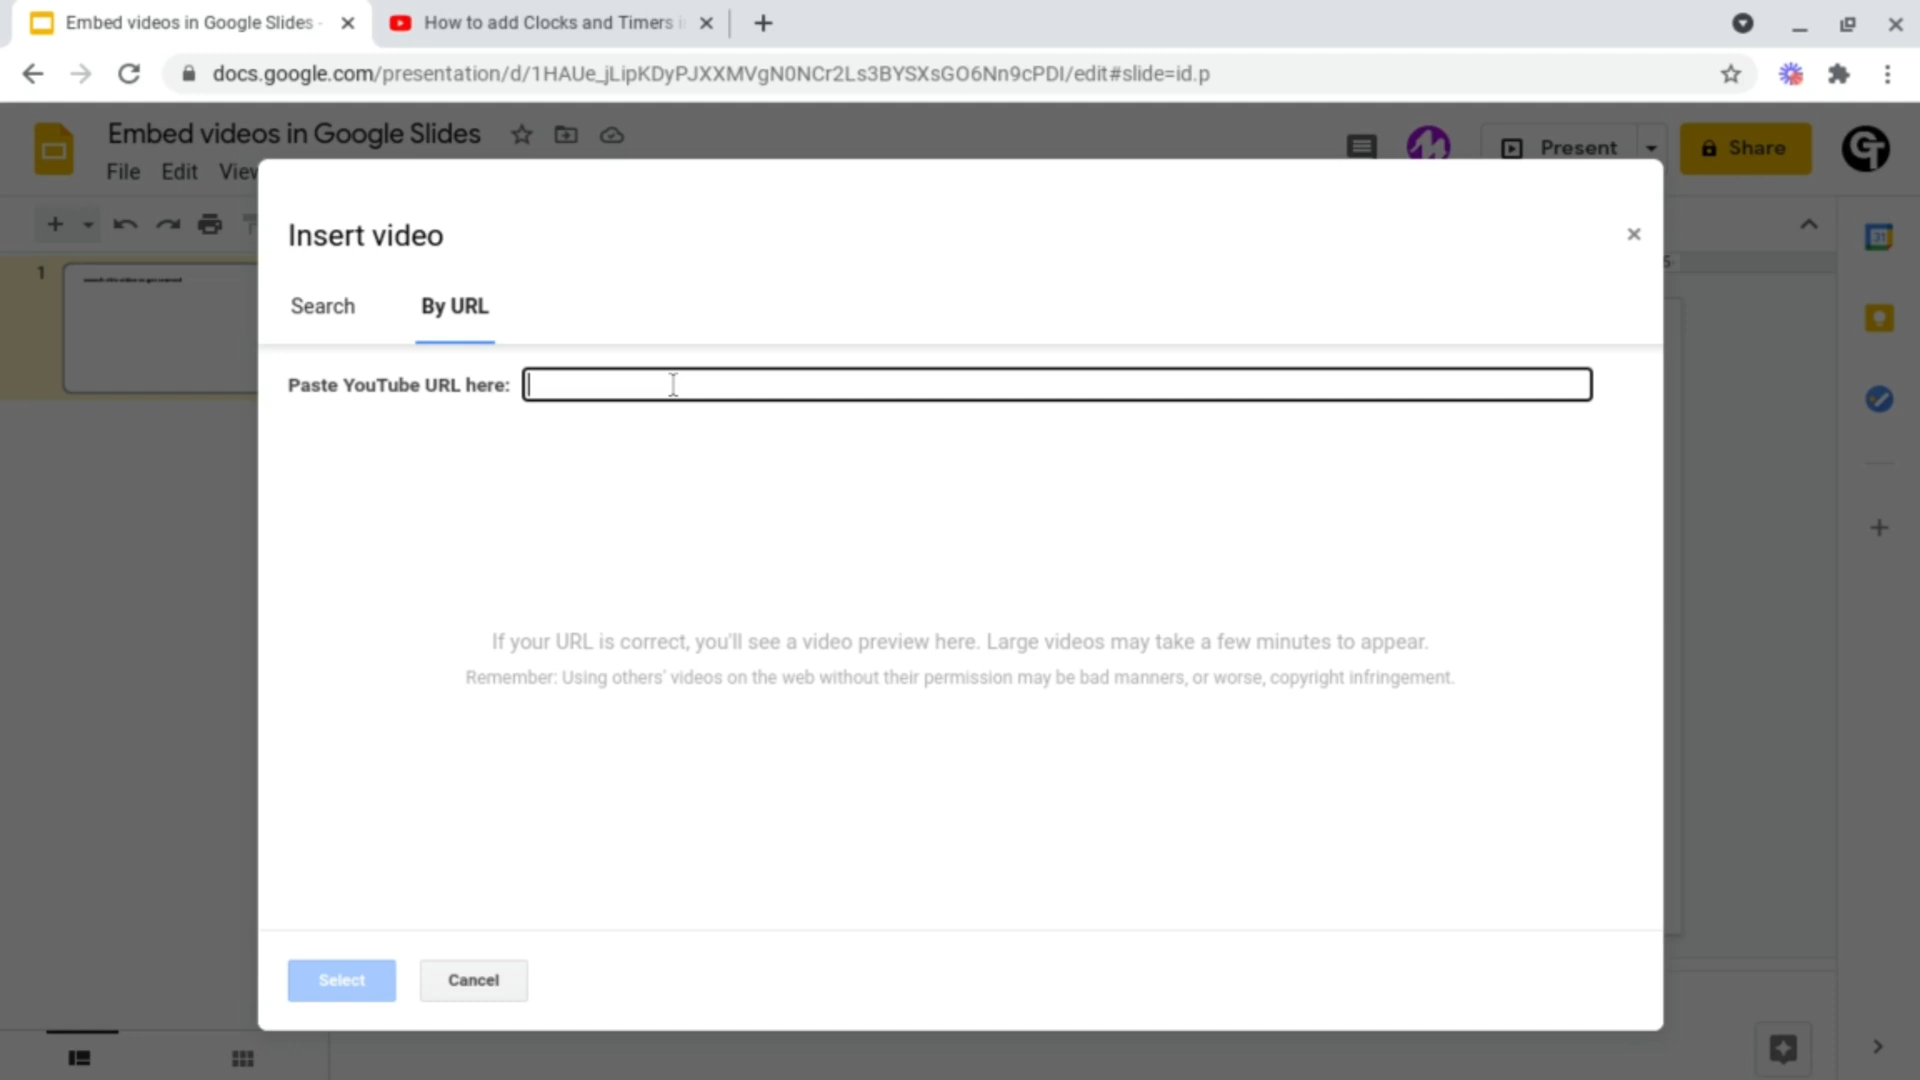 Embed videos in Google Slides -
How to add Clocks and Timers i
docs.google.com/presentation/d/1HAUe_jLipKDyPJXXMVgN0NCr2Ls3BYSXsGO6Nn9cPDI/edit#slide=id.p
Embed videos in Google Slides
File Edit View
Present
Share
Insert video
Search
By URL
Paste YouTube URL here:
If your URL is correct, you'll see a video preview here. Large videos may take a few minutes to appear.
Remember: Using others' videos on the web without their permission may be bad manners, or worse, copyright infringement.
Select
Cancel
1
31